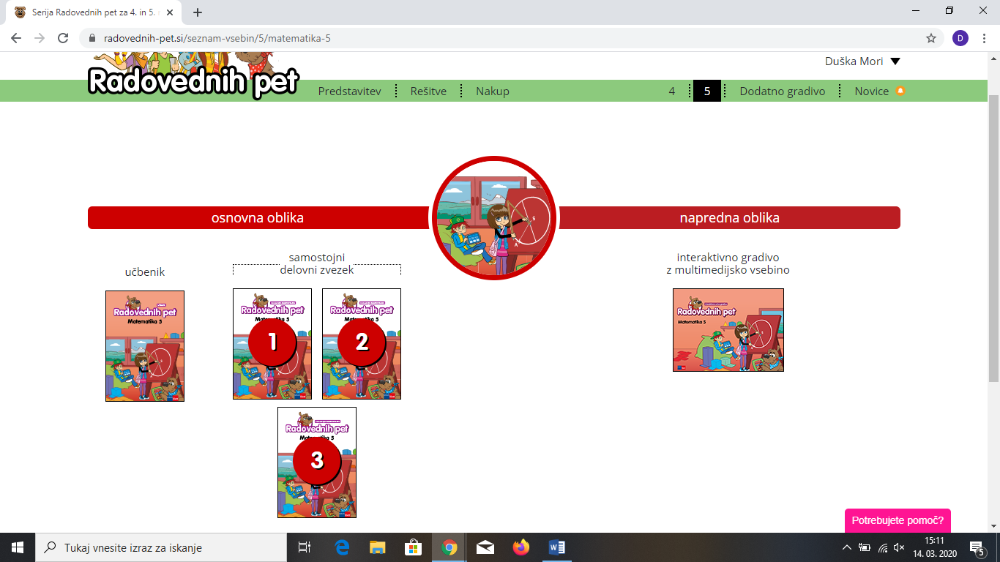 Serija Radovednih pet za 4. in 5. r
radovednih-pet.si/seznam-vsebin/5/matematika-5
D
Duška Mori
Radovednih pet
Predstavitev
Rešitve
Nakup
4
5
Dodatno gradivo
Novice
osnovna oblika
napredna oblika
S
A
učbenik
samostojni
delovni zvezek
interaktivno gradivo
z multimedijsko vsebino
Radovednih pet
Matematika 5
Radovednih pet
Matematika 5
1
Radovednih pet
Matematika 5
2
Radovednih pet
Matematika 5
Radovednih pet
Matematika 5
3
Potrebujete pomoč?
Tukaj vnesite izraz za iskanje
15:11
14. 03. 2020
5